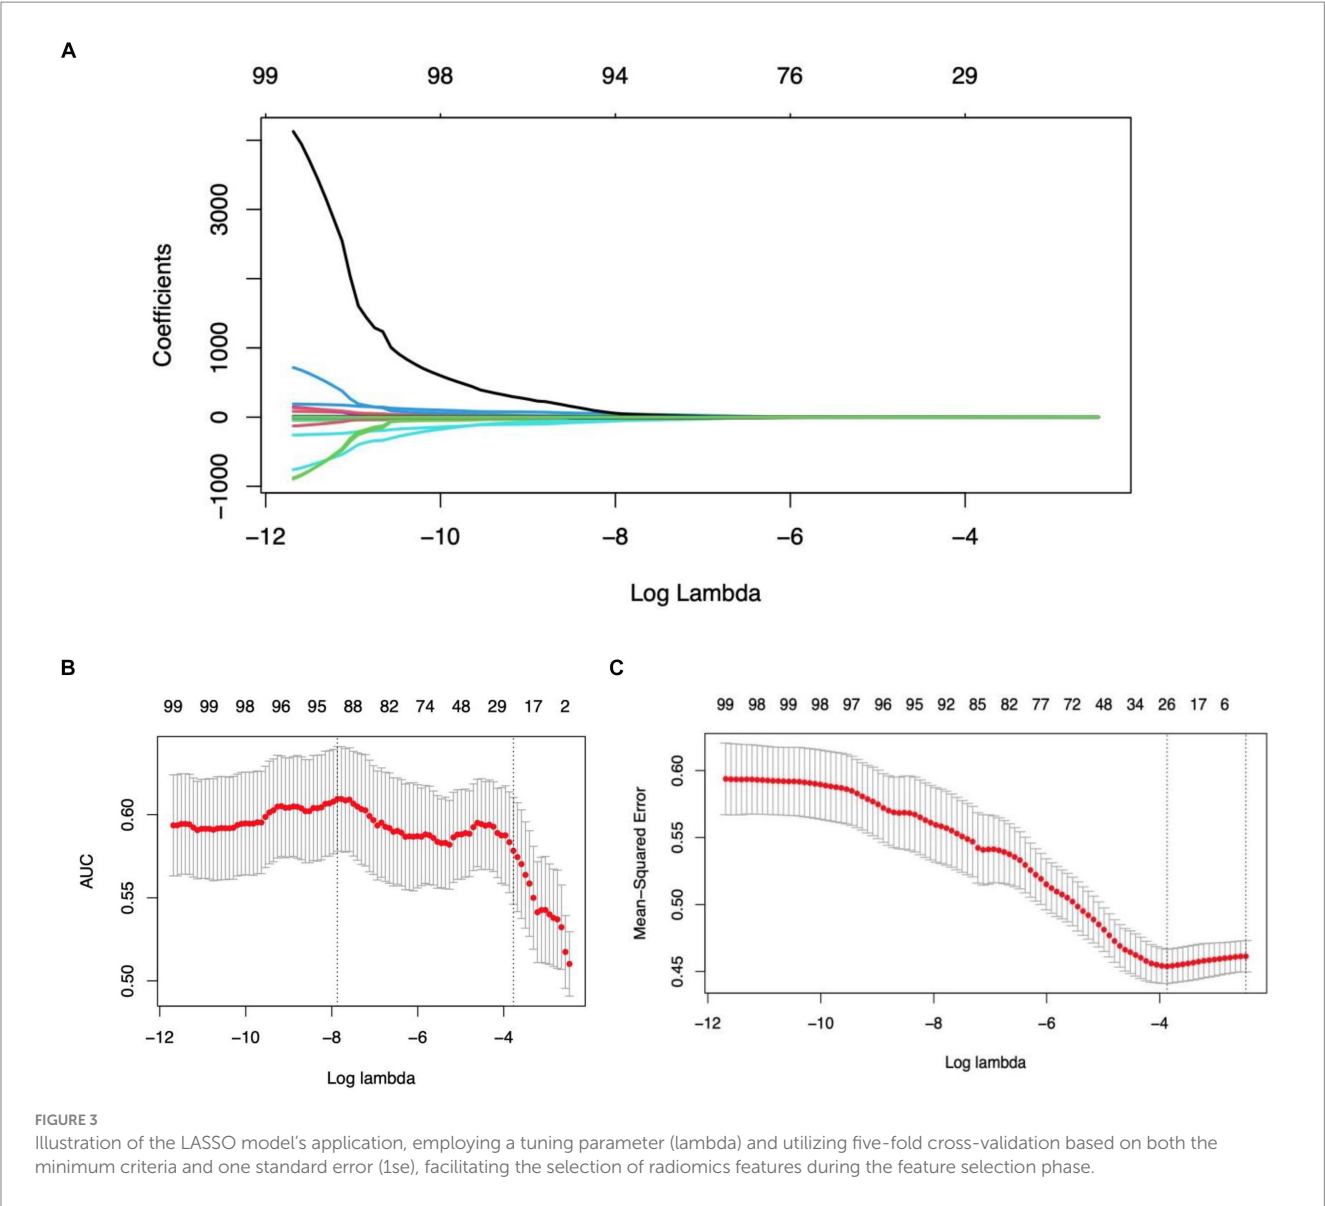 A
99 98 94 76 29
Coefficients
3000
1000
0
−1000
−12 −10 −8 −6 −4
Log Lambda
B
99 99 98 96 95 88 82 74 48 29 17 2
AUC
0.60
0.55
0.50
−12 −10 −8 −6 −4
Log lambda
C
99 98 99 98 97 96 95 92 85 82 77 72 48 34 26 17 6
Mean−Squared Error
0.60
0.55
0.50
0.45
−12 −10 −8 −6 −4
Log lambda
FIGURE 3
Illustration of the LASSO model's application, employing a tuning parameter (lambda) and utilizing five-fold cross-validation based on both the
minimum criteria and one standard error (1se), facilitating the selection of radiomics features during the feature selection phase.